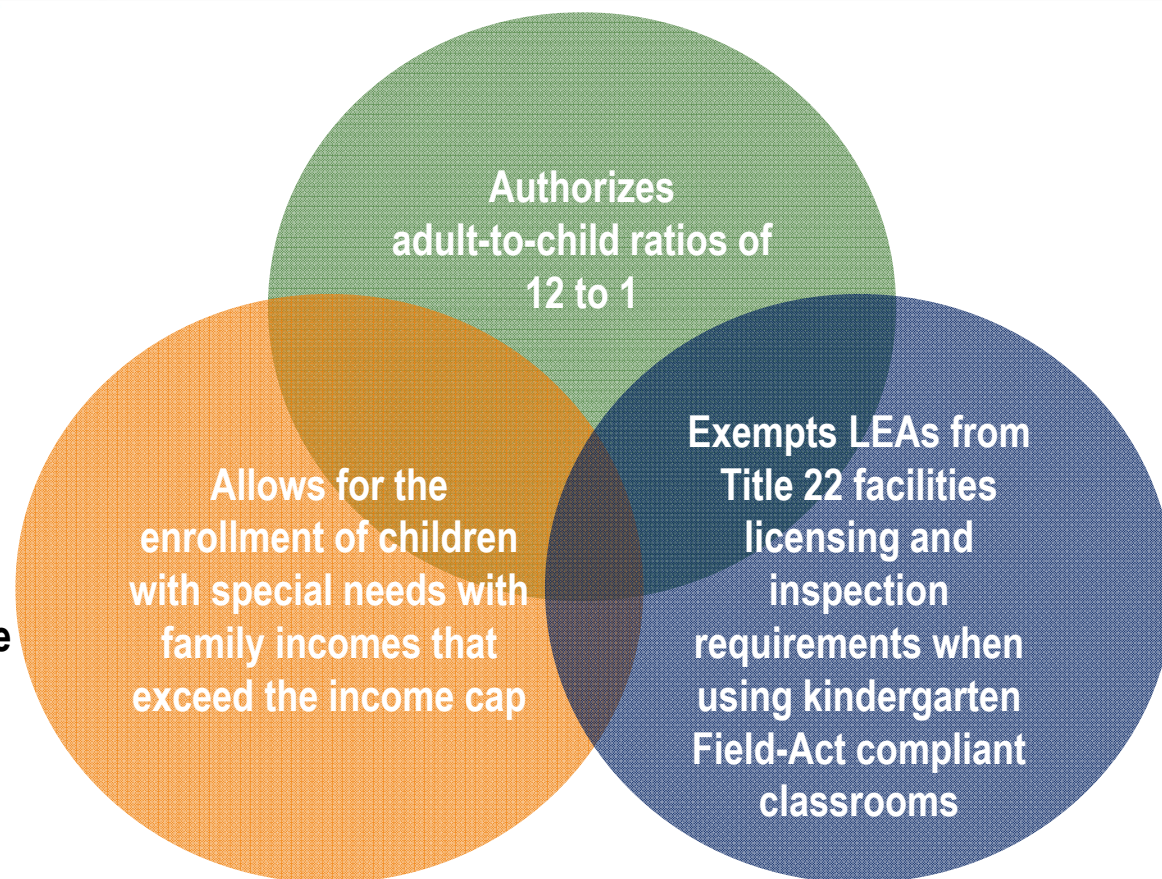 Authorizes
adult-to-child ratios of
12 to 1
Allows for the
enrollment of children
with special needs with
family incomes that
exceed the income cap
e
Exempts LEAs from
Title 22 facilities
licensing and
inspection
requirements when
using kindergarten
Field-Act compliant
classrooms